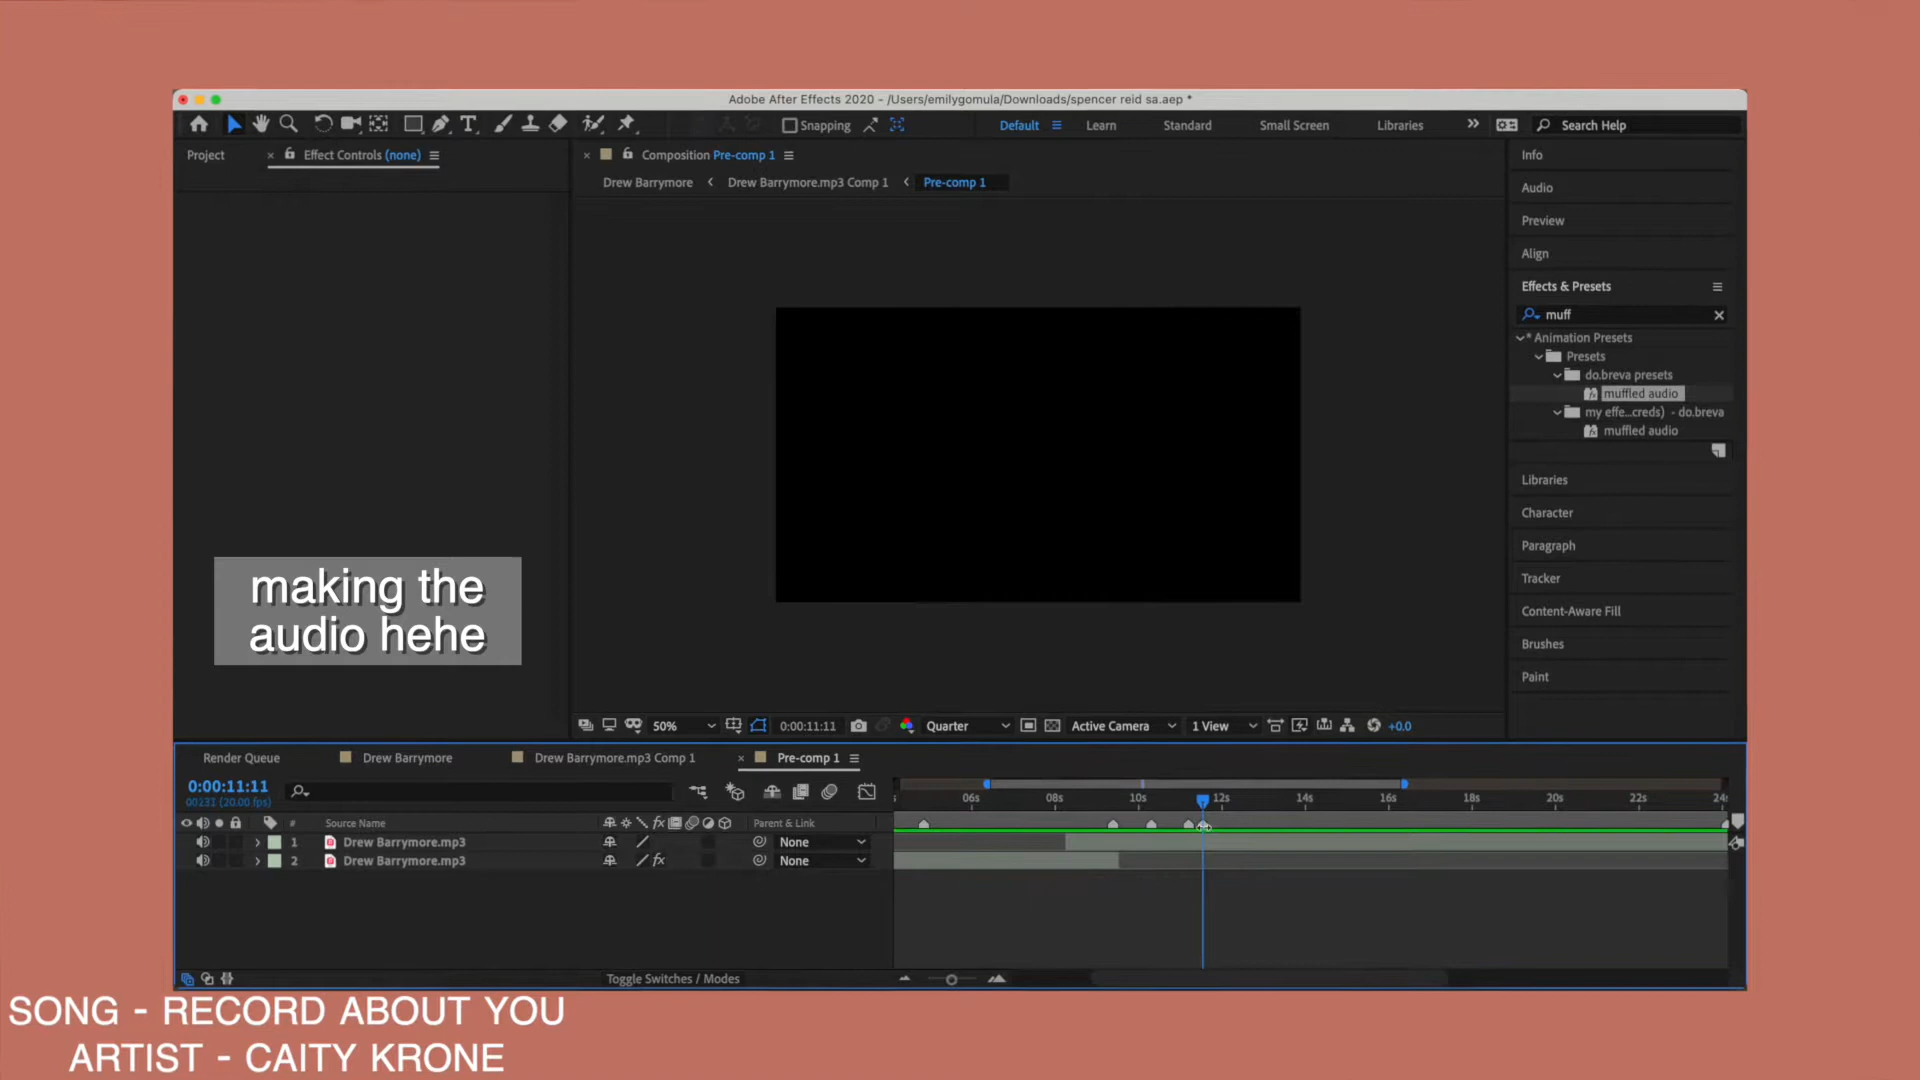 Adobe After Effects 2020 - /Users/emilygomula/Downloads/spencer reid sa.aep *
Snapping
Default
Learn
Standard
Small Screen
Libraries
Search Help
Project
Effect Controls (none)
Composition Pre-comp 1
Drew Barrymore
Drew Barrymore.mp3 Comp 1
Pre-comp 1
Info
Audio
Preview
Align
Effects & Presets
muff
* Animation Presets
Presets
do.breva presets
muffled audio
my effe...creds) - do.breva
muffled audio
Libraries
Character
Paragraph
Tracker
Content-Aware Fill
Brushes
Paint
making the
audio hehe
50%
0:00:11:11
Quarter
Active Camera
1 View
+0.0
Render Queue
Drew Barrymore
Drew Barrymore.mp3 Comp 1
Pre-comp 1
0:00:11:11
00231 (20.00 fps)
06s
08s
10s
12s
14s
16s
18s
20s
22s
24s
#
Source Name
Parent & Link
1
Drew Barrymore.mp3
None
2
Drew Barrymore.mp3
None
Toggle Switches / Modes
SONG - RECORD ABOUT YOU
ARTIST - CAITY KRONE